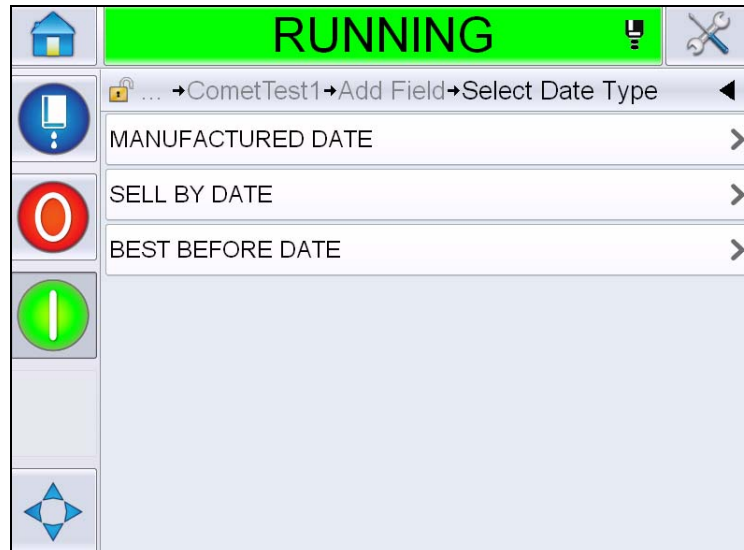 RUNNING
... →CometTest1→Add Field→Select Date Type
MANUFACTURED DATE
SELL BY DATE
BEST BEFORE DATE